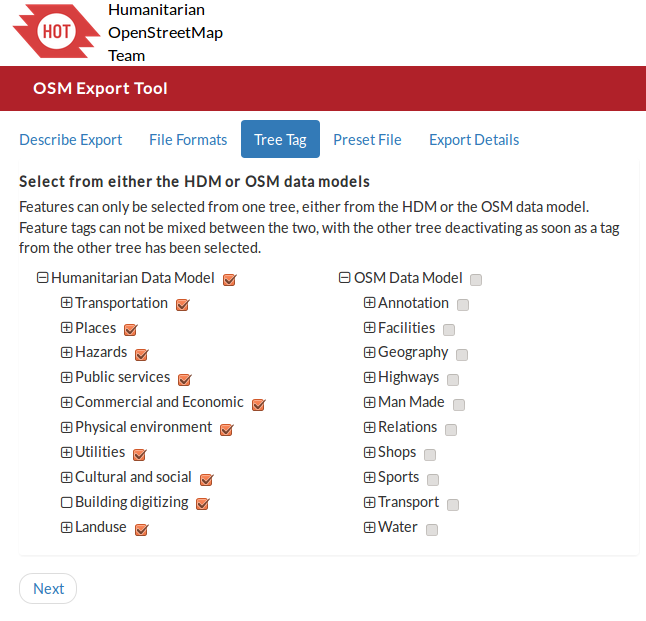 HOT
Humanitarian
OpenStreetMap
Team
OSM Export Tool
Describe Export File Formats Tree Tag Preset File Export Details
Select from either the HDM or OSM data models
Features can only be selected from one tree, either from the HDM or the OSM data model.
Feature tags can not be mixed between the two, with the other tree deactivating as soon as a tag
from the other tree has been selected.
Humanitarian Data Model
Transportation
Places
Hazards
Public services
Commercial and Economic
Physical environment
Utilities
Cultural and social
Building digitizing
Landuse
OSM Data Model
Annotation
Facilities
Geography
Highways
Man Made
Relations
Shops
Sports
Transport
Water
Next